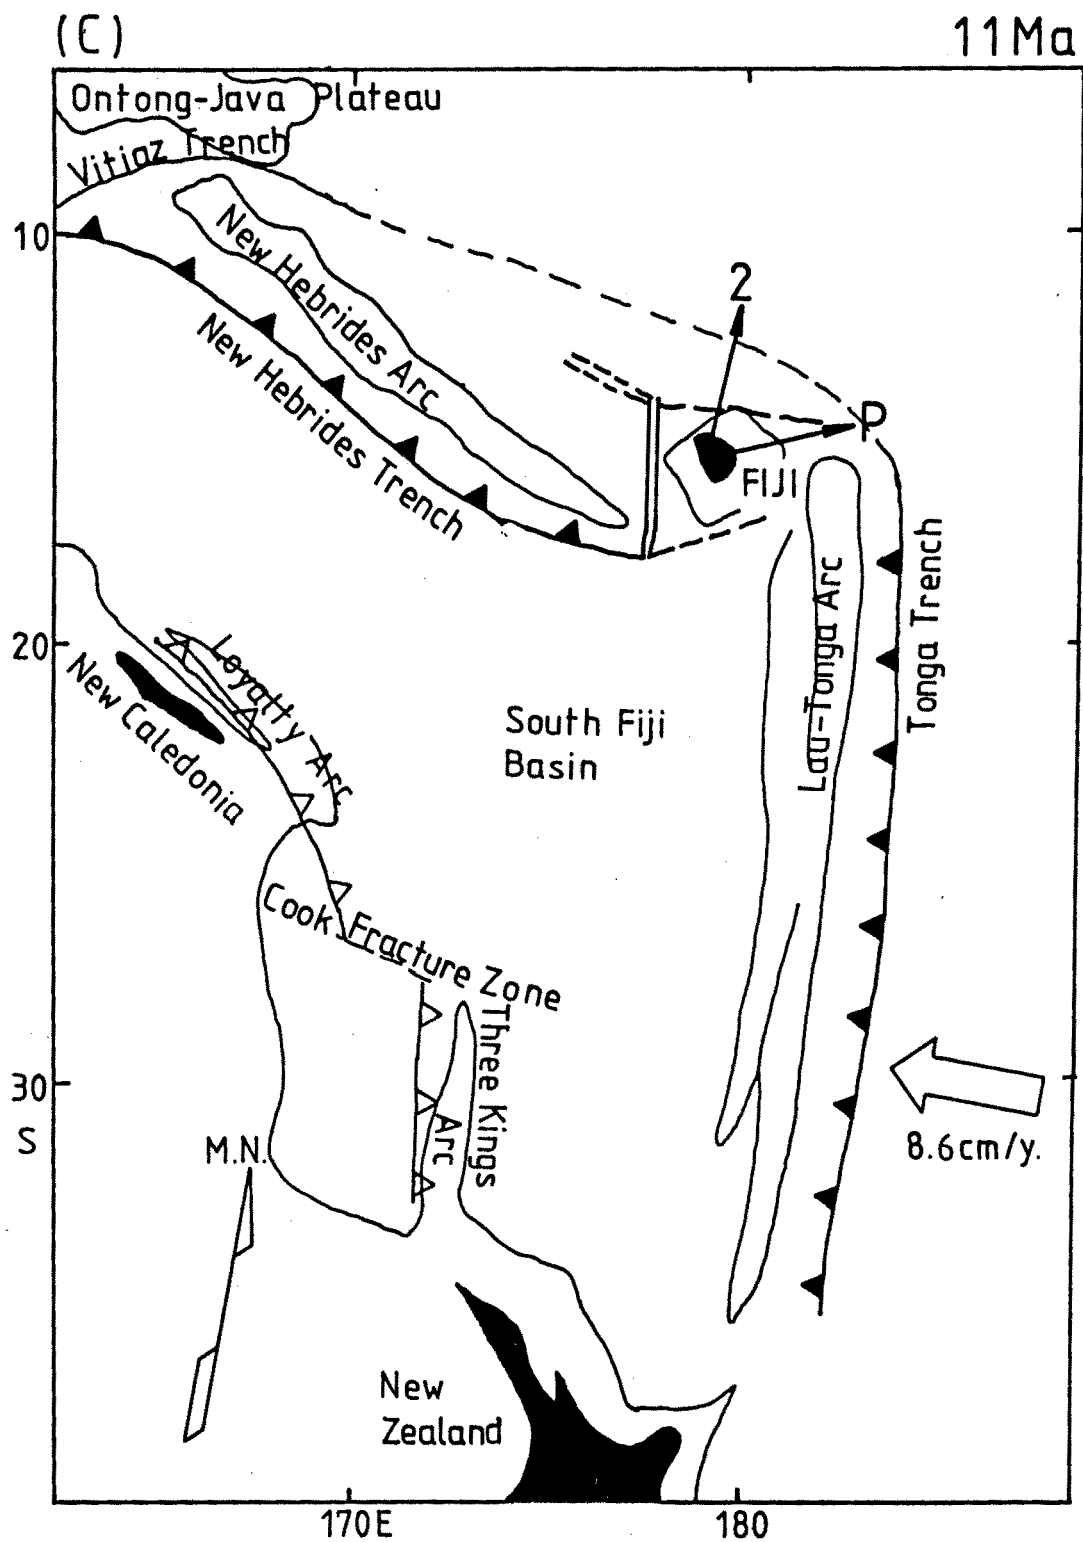 (C) 11Ma
Ontong-Java Plateau
Vitiaz Trench
10
New Hebrides Arc
New Hebrides Trench
2
P
FIJI
Lau-Tonga Arc
Tonga Trench
20
Loyalty Arc
New Caledonia
South Fiji
Basin
Cook Fracture Zone
Three Kings
Arc
30
S
M.N.
8.6cm/y.
New
Zealand
170E
180